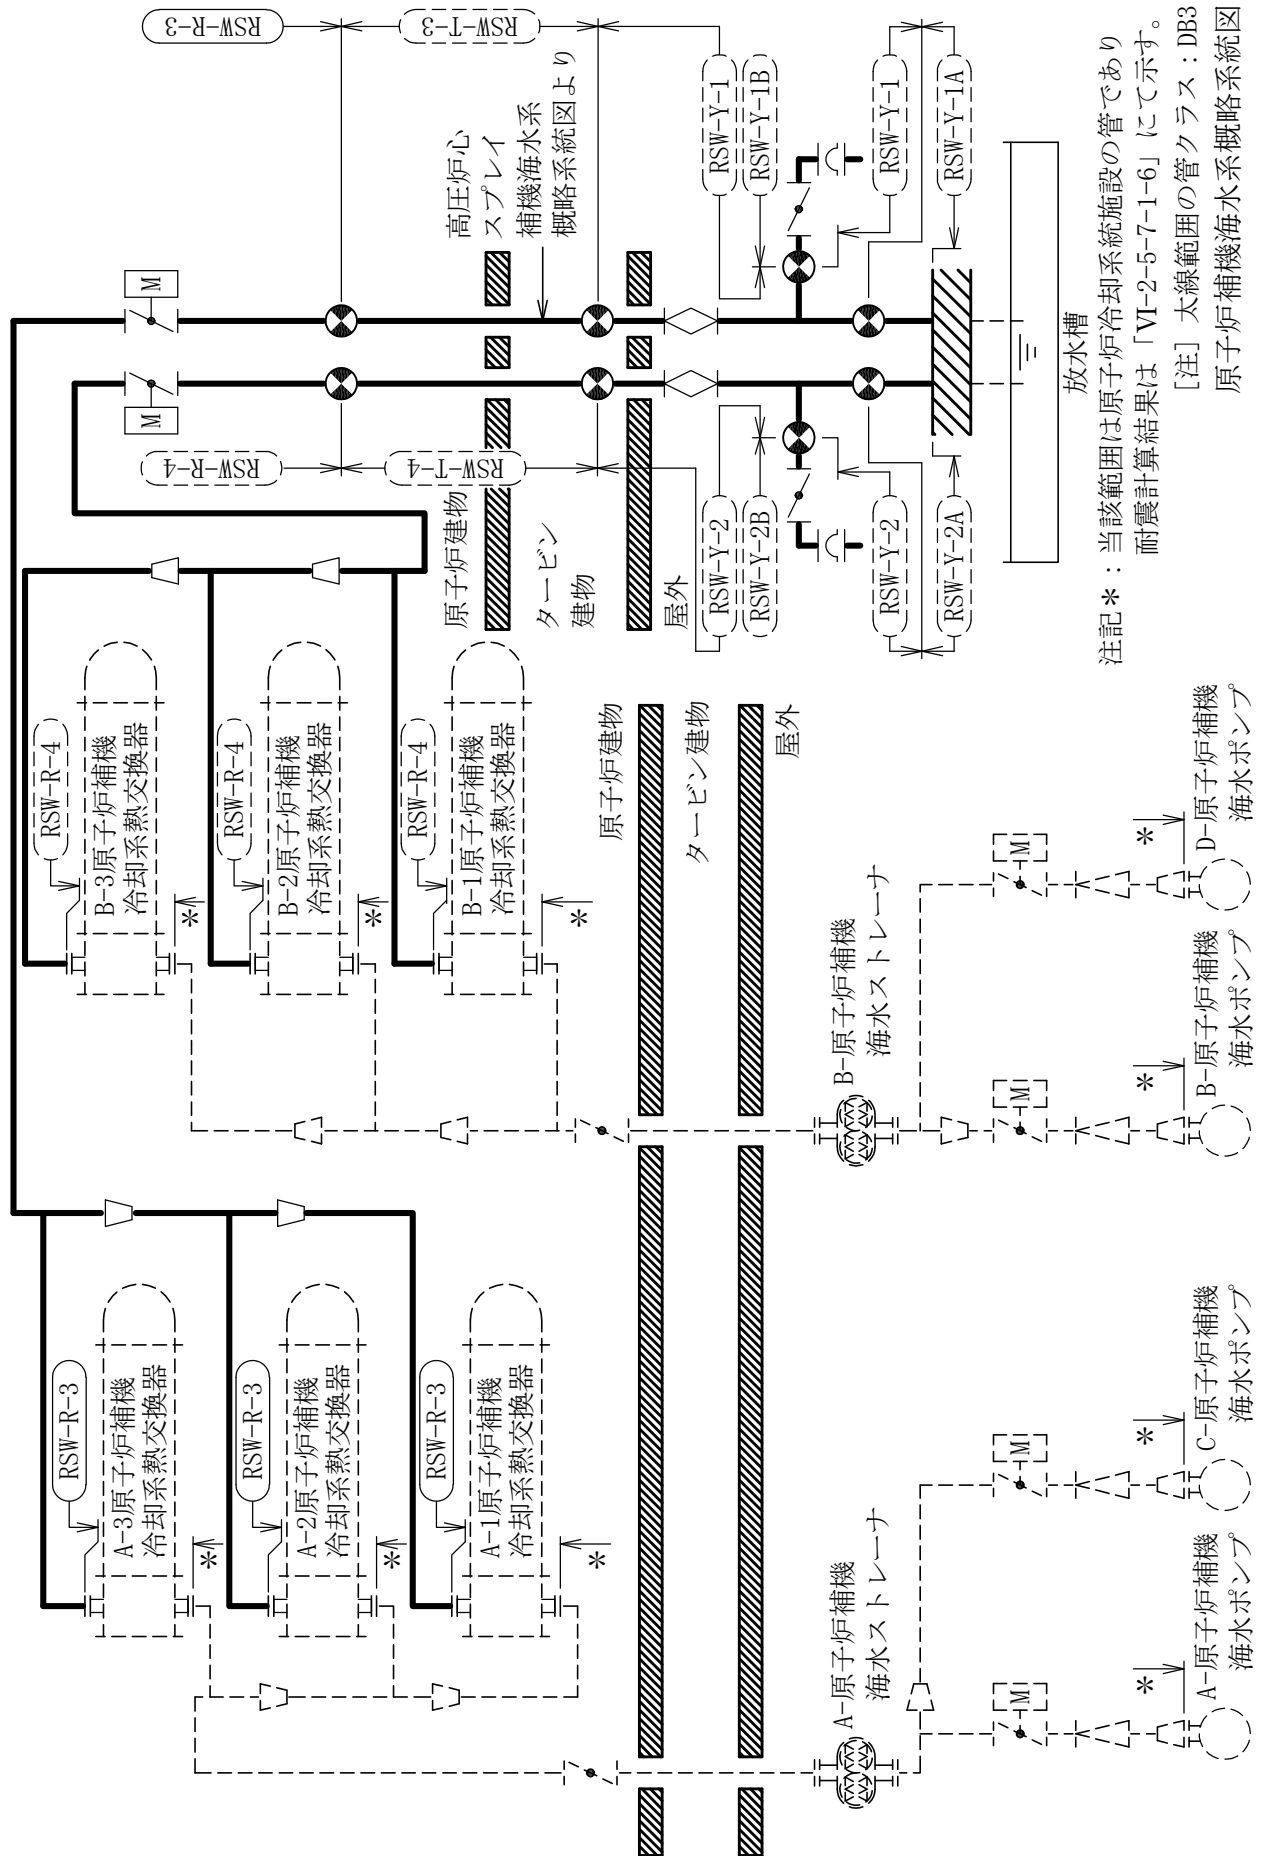 RSW-R-3
RSW-T-3
高圧炉心
スプレイ
補機海水系
概略系統図より
RSW-Y-1
RSW-Y-1B
RSW-Y-1
RSW-Y-1A
M
M
RSW-R-4
RSW-T-4
原子炉建物
タービン
建物
屋外
RSW-Y-2
RSW-Y-2B
RSW-Y-2
RSW-Y-2A
放水槽
注記*：当該範囲は原子炉冷却系統施設の管であり
耐震計算結果は「Ⅵ-2-5-7-1-6」にて示す。
[注] 太線範囲の管クラス：DB3
原子炉補機海水系概略系統図
RSW-R-4
B-3原子炉補機
冷却系熱交換器
*
RSW-R-4
B-2原子炉補機
冷却系熱交換器
*
RSW-R-4
B-1原子炉補機
冷却系熱交換器
*
原子炉建物
タービン建物
屋外
B-原子炉補機
海水ストレーナ
M
*
D-原子炉補機
海水ポンプ
M
*
B-原子炉補機
海水ポンプ
RSW-R-3
A-3原子炉補機
冷却系熱交換器
*
RSW-R-3
A-2原子炉補機
冷却系熱交換器
*
RSW-R-3
A-1原子炉補機
冷却系熱交換器
*
A-原子炉補機
海水ストレーナ
M
*
C-原子炉補機
海水ポンプ
M
*
A-原子炉補機
海水ポンプ